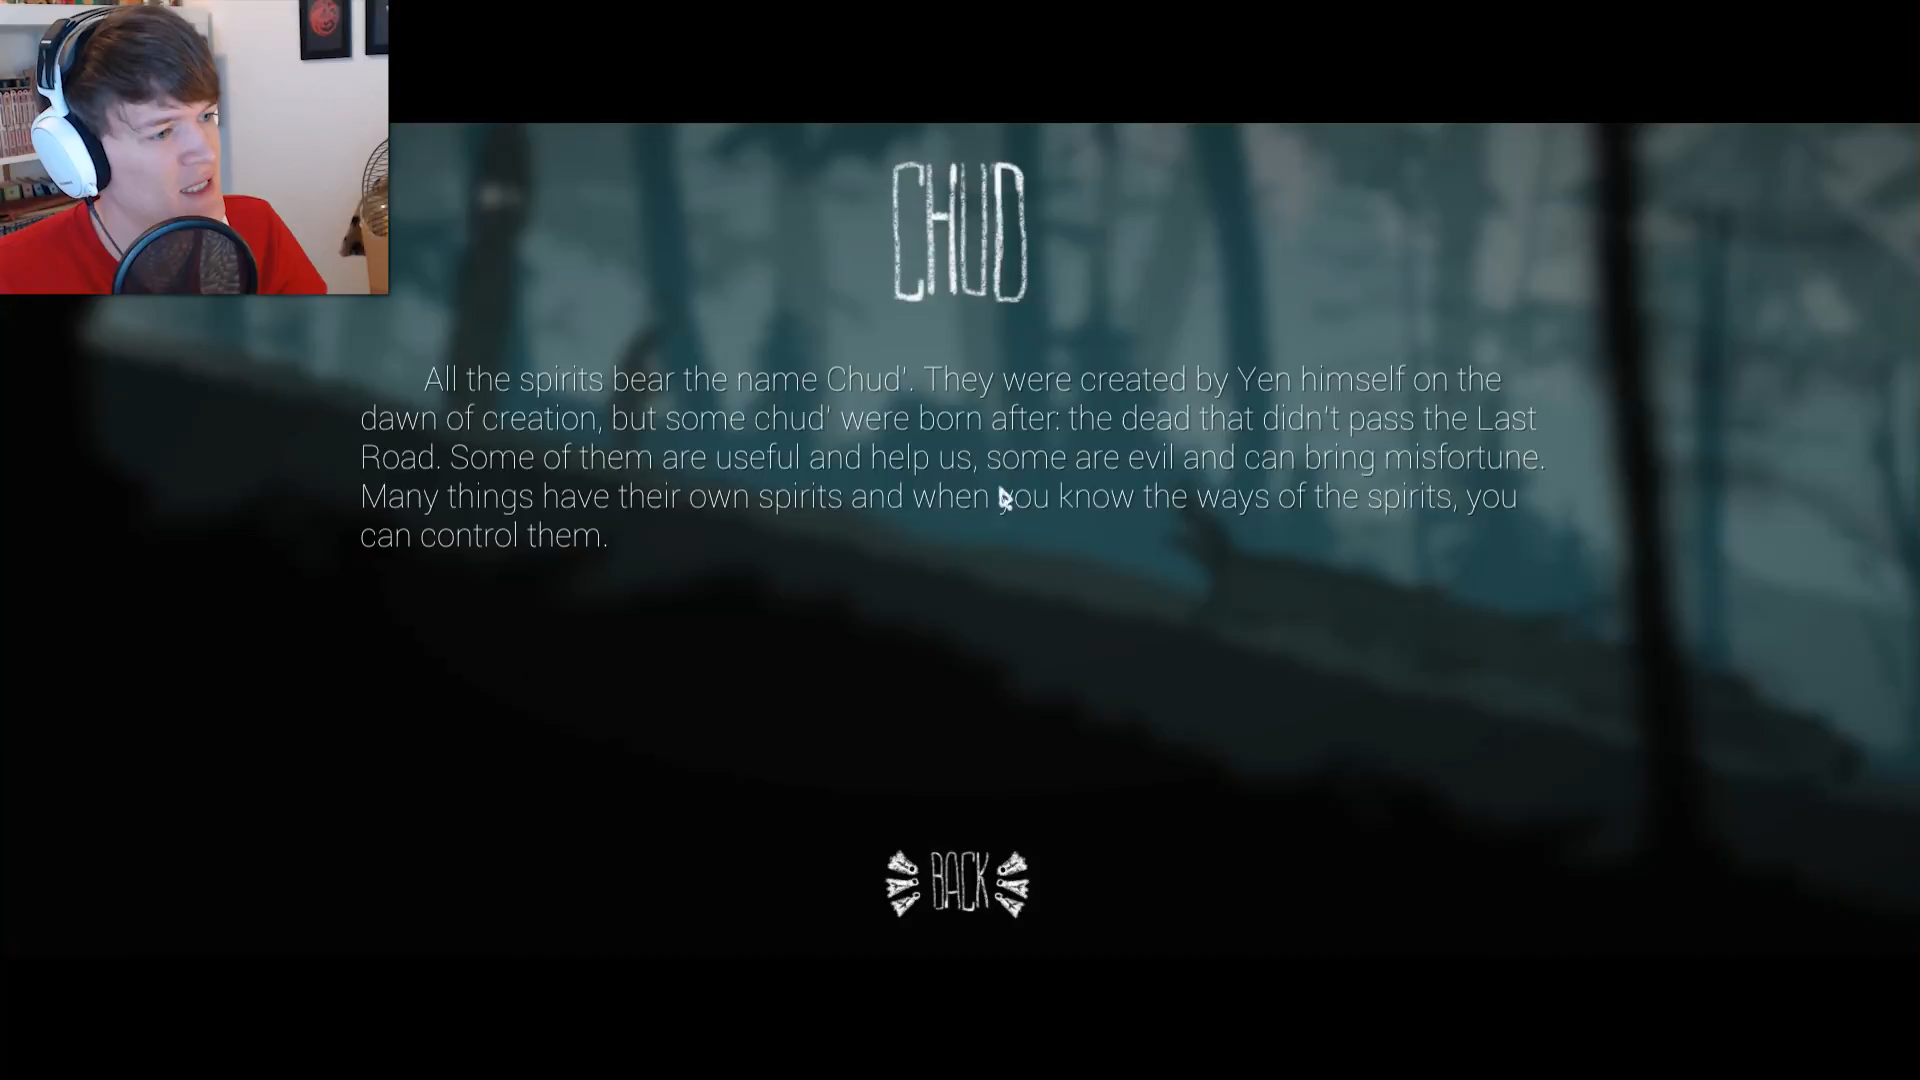 CHUD
All the spirits bear the name Chud'. They were created by Yen himself on the
dawn of creation, but some chud' were born after: the dead that didn't pass the Last
Road. Some of them are useful and help us, some are evil and can bring misfortune.
Many things have their own spirits and when you know the ways of the spirits, you
can control them.
BACK